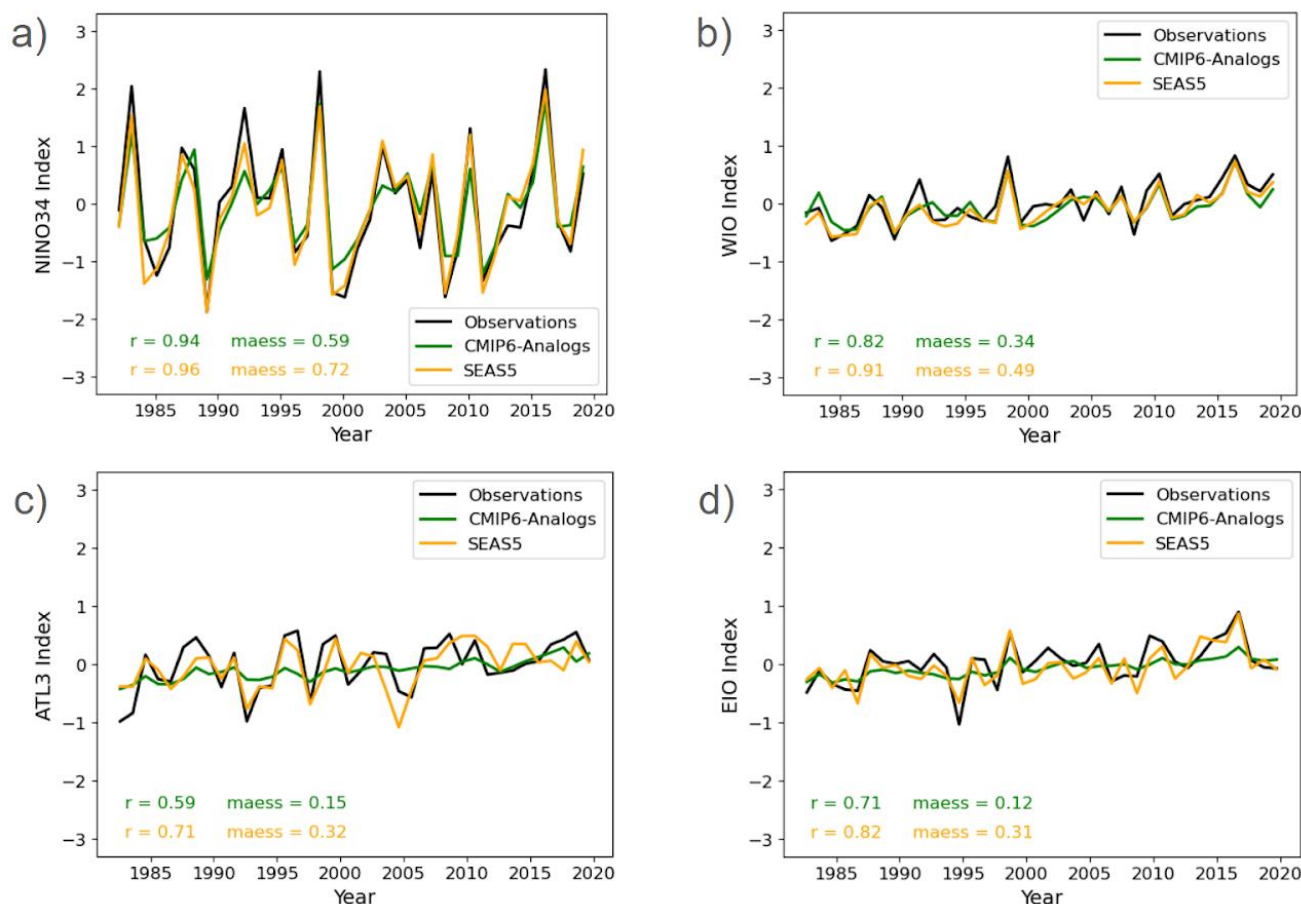 a)
3
2
1
0
−1
−2
−3
NINO34 Index
r = 0.94 maess = 0.59
r = 0.96 maess = 0.72
Observations
CMIP6-Analogs
SEAS5
1985 1990 1995 2000 2005 2010 2015 2020
Year
b)
3
2
1
0
−1
−2
−3
WIO Index
Observations
CMIP6-Analogs
SEAS5
r = 0.82 maess = 0.34
r = 0.91 maess = 0.49
1985 1990 1995 2000 2005 2010 2015 2020
Year
c)
3
2
1
0
−1
−2
−3
ATL3 Index
Observations
CMIP6-Analogs
SEAS5
r = 0.59 maess = 0.15
r = 0.71 maess = 0.32
1985 1990 1995 2000 2005 2010 2015 2020
Year
d)
3
2
1
0
−1
−2
−3
EIO Index
Observations
CMIP6-Analogs
SEAS5
r = 0.71 maess = 0.12
r = 0.82 maess = 0.31
1985 1990 1995 2000 2005 2010 2015 2020
Year